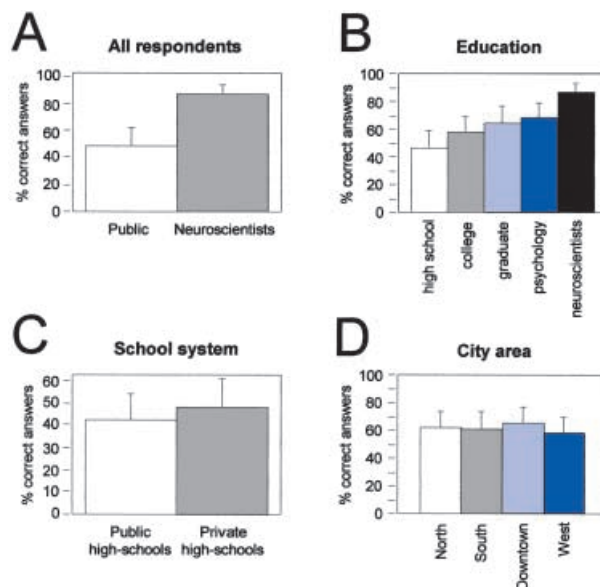 A
All respondents
% correct answers
100
80
60
40
20
0
Public
Neuroscientists
B
Education
% correct answers
100
80
60
40
20
0
high school
college
graduate
psychology
neuroscientists
C
School system
% correct answers
60
50
40
30
20
10
0
Public
high-schools
Private
high-schools
D
City area
% correct answers
100
80
60
40
20
0
North
South
Downtown
West